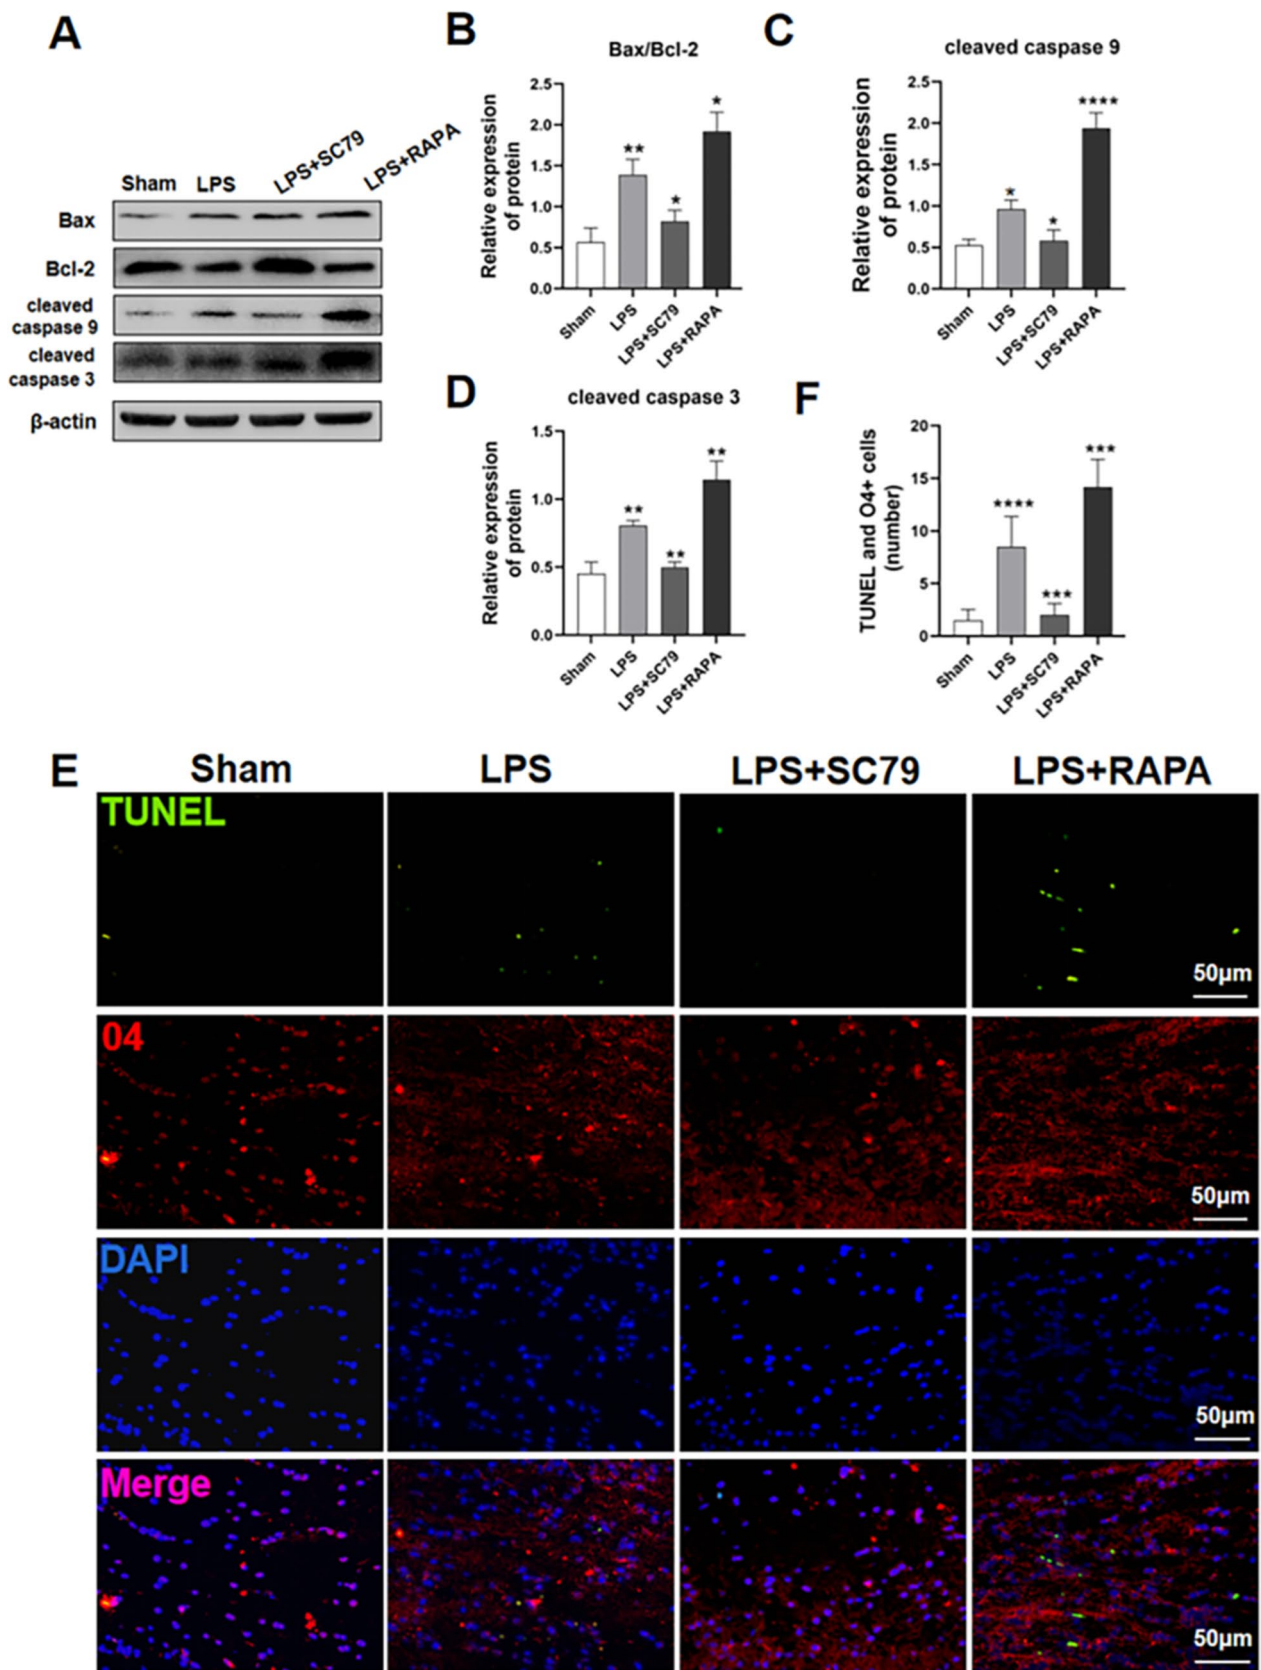 A
Sham LPS LPS+SC79 LPS+RAPA
Bax
Bcl-2
cleaved
caspase 9
cleaved
caspase 3
β-actin
B
Bax/Bcl-2
Relative expression
of protein
2.5
2.0
1.5
1.0
0.5
0.0
**
*
*
Sham LPS LPS+SC79 LPS+RAPA
C
cleaved caspase 9
Relative expression
of protein
2.5
2.0
1.5
1.0
0.5
0.0
*
*
****
Sham LPS LPS+SC79 LPS+RAPA
D
cleaved caspase 3
Relative expression
of protein
1.5
1.0
0.5
0.0
**
**
**
Sham LPS LPS+SC79 LPS+RAPA
F
TUNEL and O4+ cells
(number)
20
15
10
5
0
****
***
***
Sham LPS LPS+SC79 LPS+RAPA
E
Sham LPS LPS+SC79 LPS+RAPA
TUNEL
50μm
04
50μm
DAPI
50μm
Merge
50μm